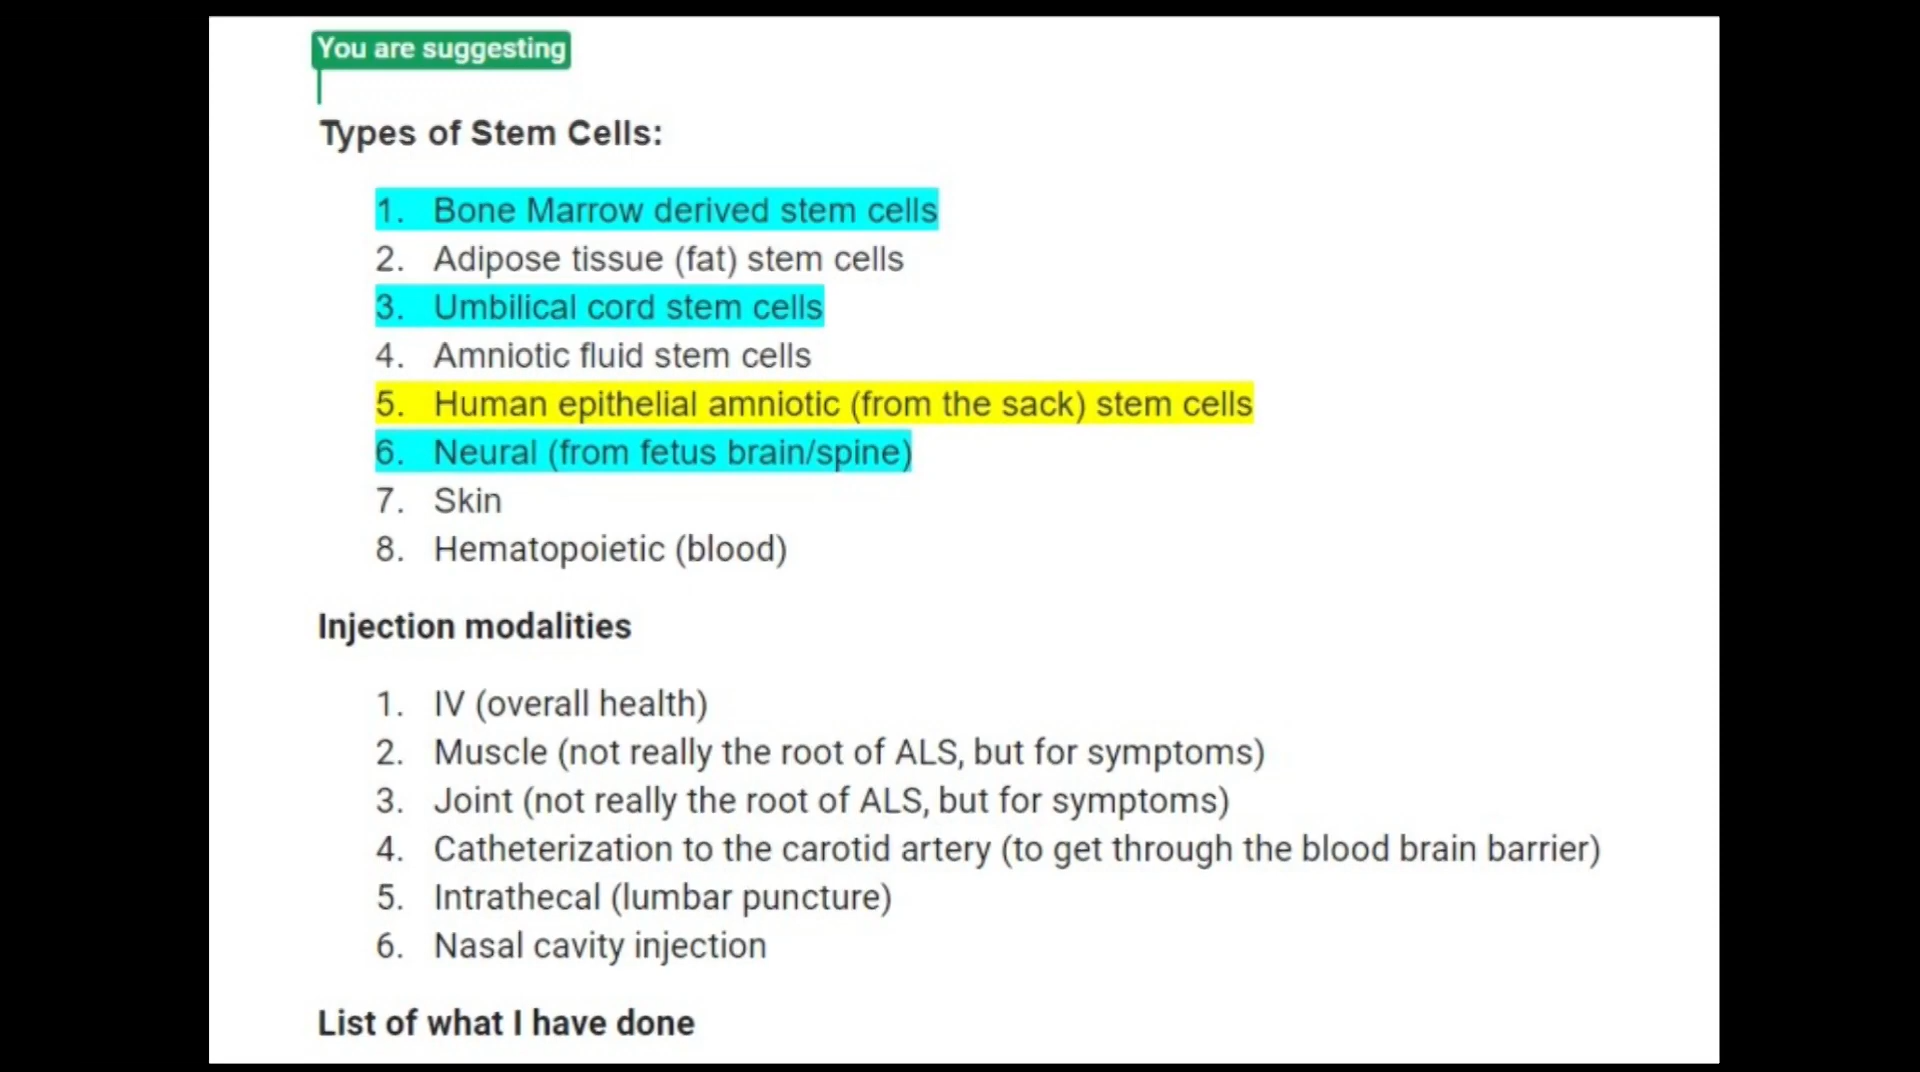 You are suggesting
Types of Stem Cells:
1. Bone Marrow derived stem cells
2. Adipose tissue (fat) stem cells
3. Umbilical cord stem cells
4. Amniotic fluid stem cells
5. Human epithelial amniotic (from the sack) stem cells
6. Neural (from fetus brain/spine)
7. Skin
8. Hematopoietic (blood)
Injection modalities
1. IV (overall health)
2. Muscle (not really the root of ALS, but for symptoms)
3. Joint (not really the root of ALS, but for symptoms)
4. Catheterization to the carotid artery (to get through the blood brain barrier)
5. Intrathecal (lumbar puncture)
6. Nasal cavity injection
List of what I have done